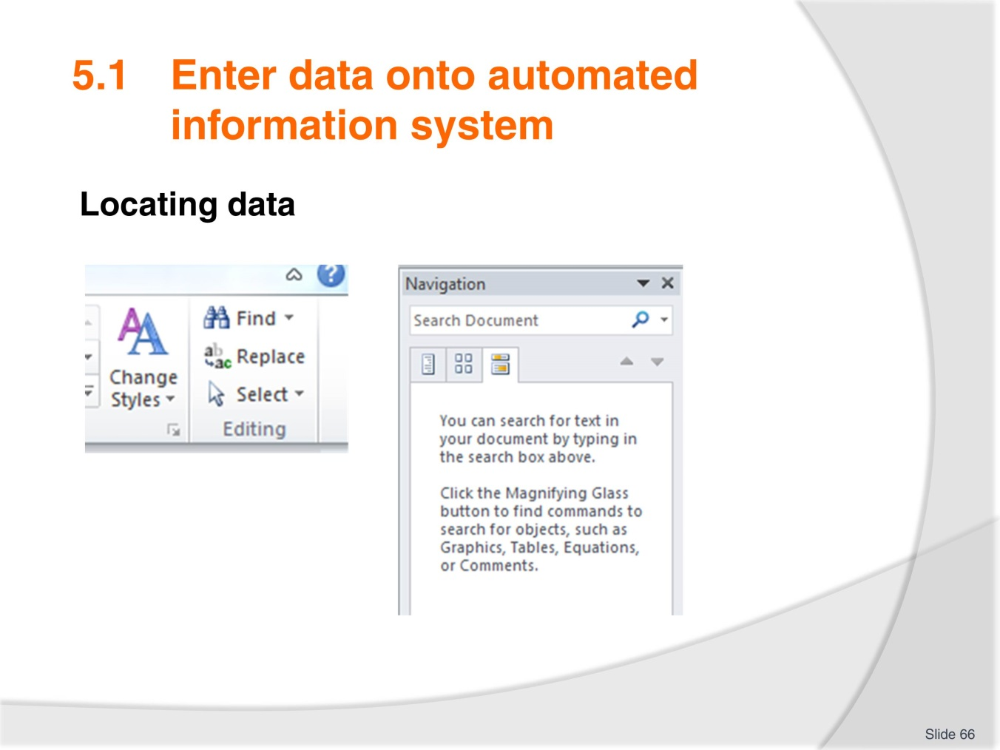 5.1 Enter data onto automated
information system
Locating data
?
Find
ab
ac Replace
Change
Styles
Select
Editing
Navigation
Search Document
You can search for text in
your document by typing in
the search box above.
Click the Magnifying Glass
button to find commands to
search for objects, such as
Graphics, Tables, Equations,
or Comments.
Slide 66